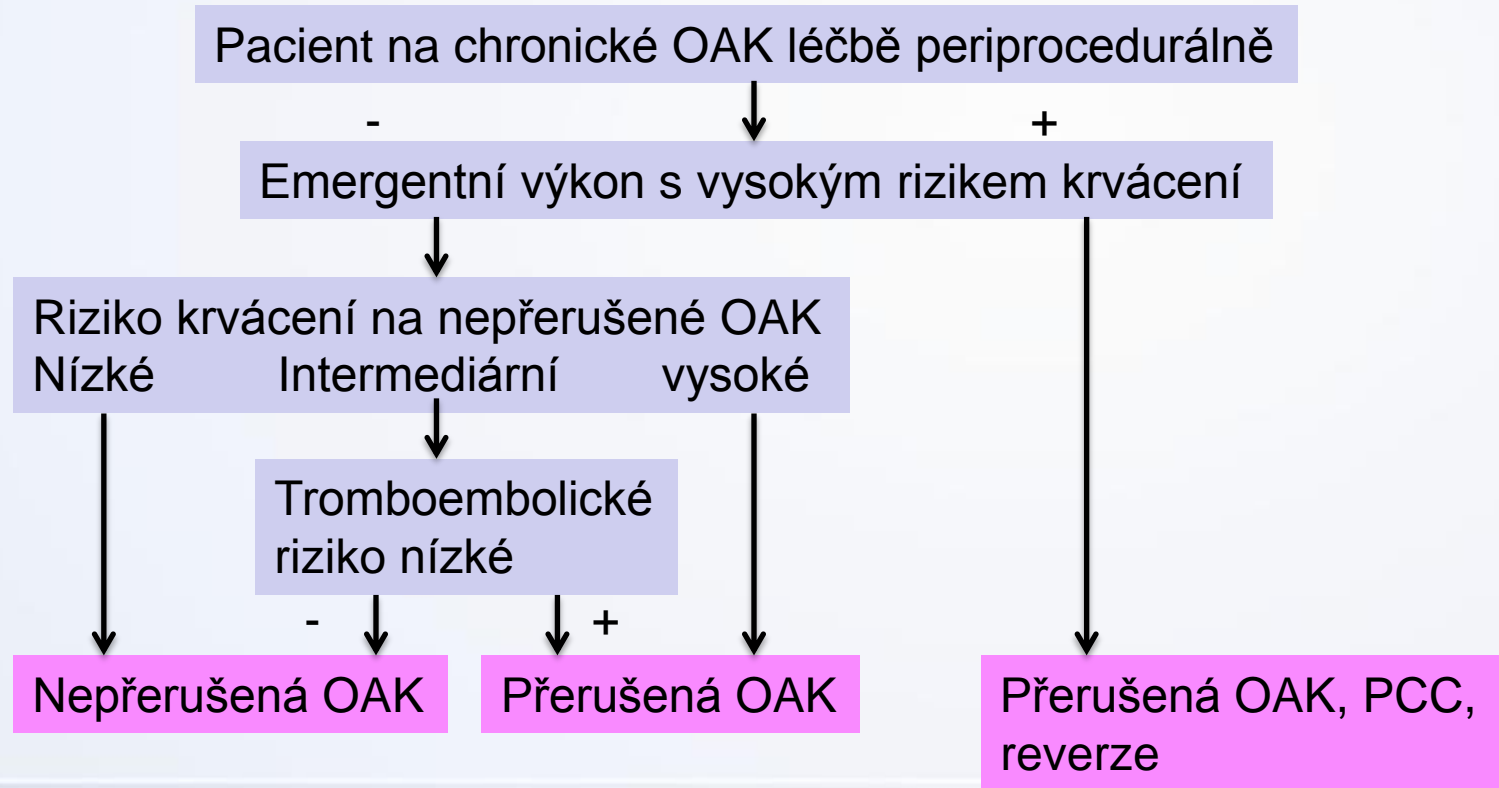 Pacient na chronické OAK léčbě periprocedurálně
- +
Emergentní výkon s vysokým rizikem krvácení
Riziko krvácení na nepřerušené OAK
Nízké Intermediární vysoké
Tromboembolické
riziko nízké
- +
Nepřerušená OAK
Přerušená OAK
Přerušená OAK, PCC,
reverze